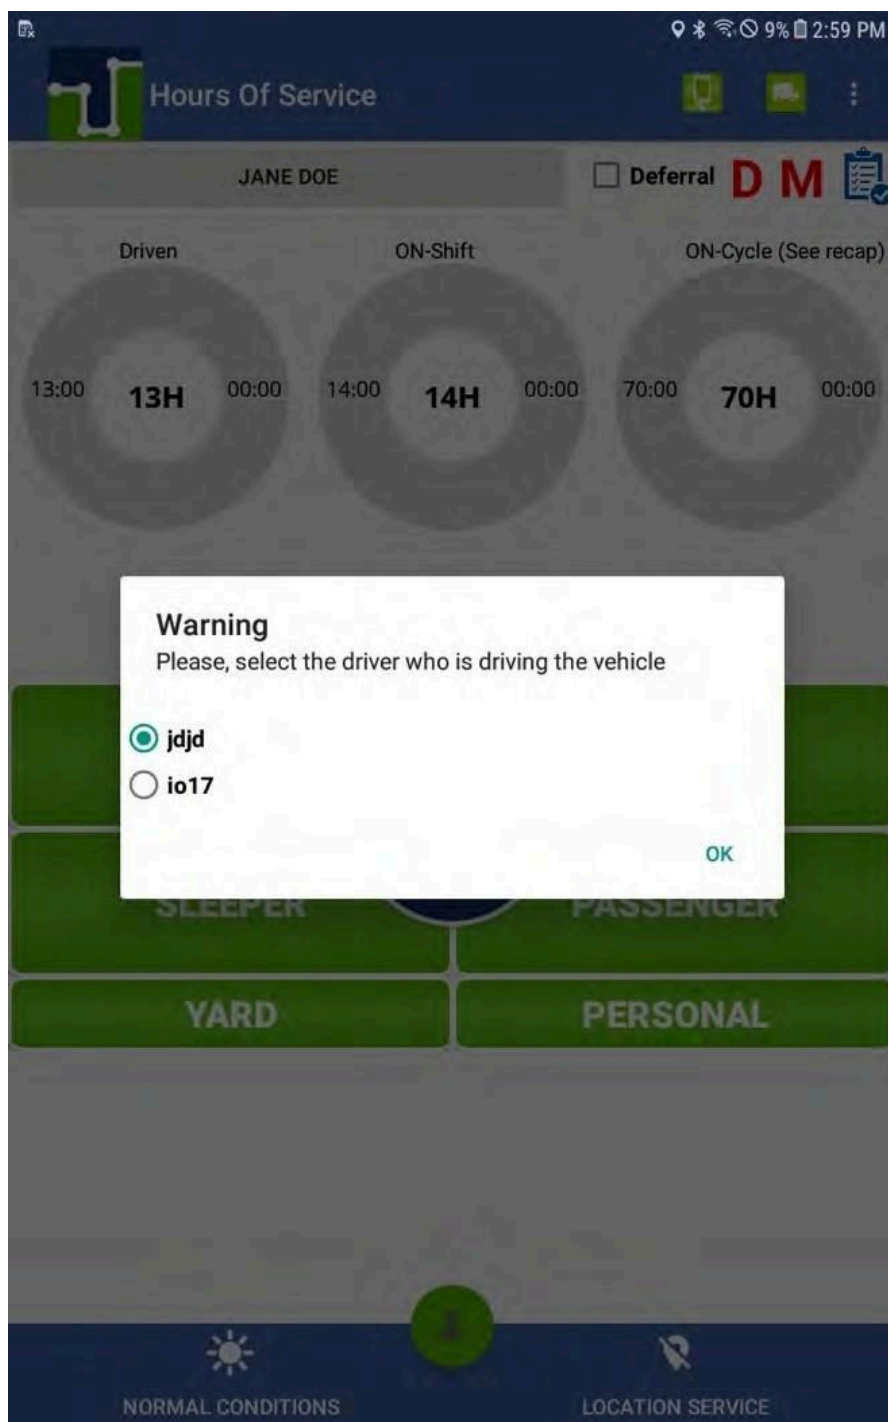 9% 2:59 PM
Hours Of Service
JANE DOE
Deferral D M
Driven ON-Shift ON-Cycle (See recap)
13:00 13H 00:00 14:00 14H 00:00 70:00 70H 00:00
Warning
Please, select the driver who is driving the vehicle
jdjd
io17
OK
SLEEPER PASSENGER
YARD PERSONAL
NORMAL CONDITIONS LOCATION SERVICE